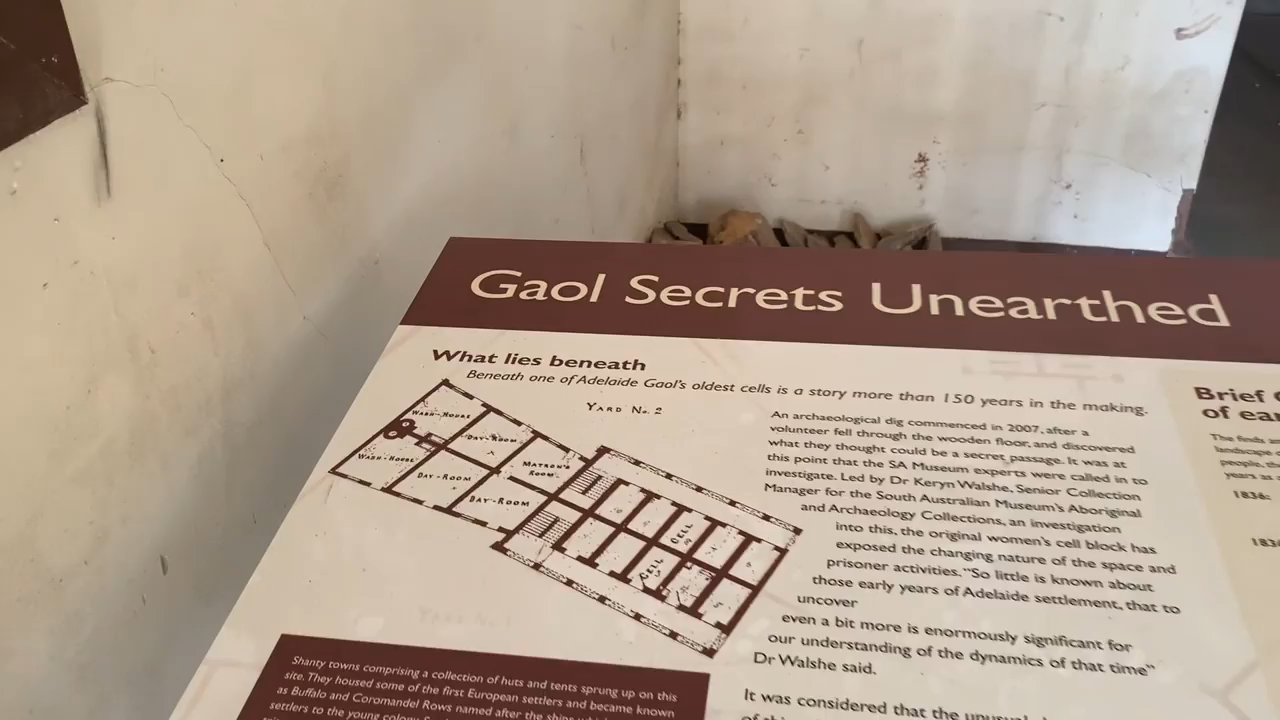 Gaol Secrets Unearthed
What lies beneath
Beneath one of Adelaide Gaol's oldest cells is a story more than 150 years in the making.
YARD No. 2
WASH-HOUSE
DAY-ROOM
WASH-HOUSE
DAY-ROOM
MATRON'S
ROOM
DAY-ROOM
CELL
CELL
An archaeological dig commenced in 2007, after a
volunteer fell through the wooden floor, and discovered
what they thought could be a secret passage. It was at
this point that the SA Museum experts were called in to
investigate. Led by Dr Keryn Walshe, Senior Collection
Manager for the South Australian Museum's Aboriginal
and Archaeology Collections, an investigation
into this, the original women's cell block has
exposed the changing nature of the space and
prisoner activities. "So little is known about
those early years of Adelaide settlement, that to
uncover
even a bit more is enormously significant for
our understanding of the dynamics of that time"
Dr Walshe said.
It was considered that the
Shanty towns comprising a collection of huts and tents sprung up on this
site. They housed some of the first European settlers and became known
as Buffalo and Coromandel Rows named after the ships
settlers to the young
Brief
of
The finds
landscape
people,
years as
1836: